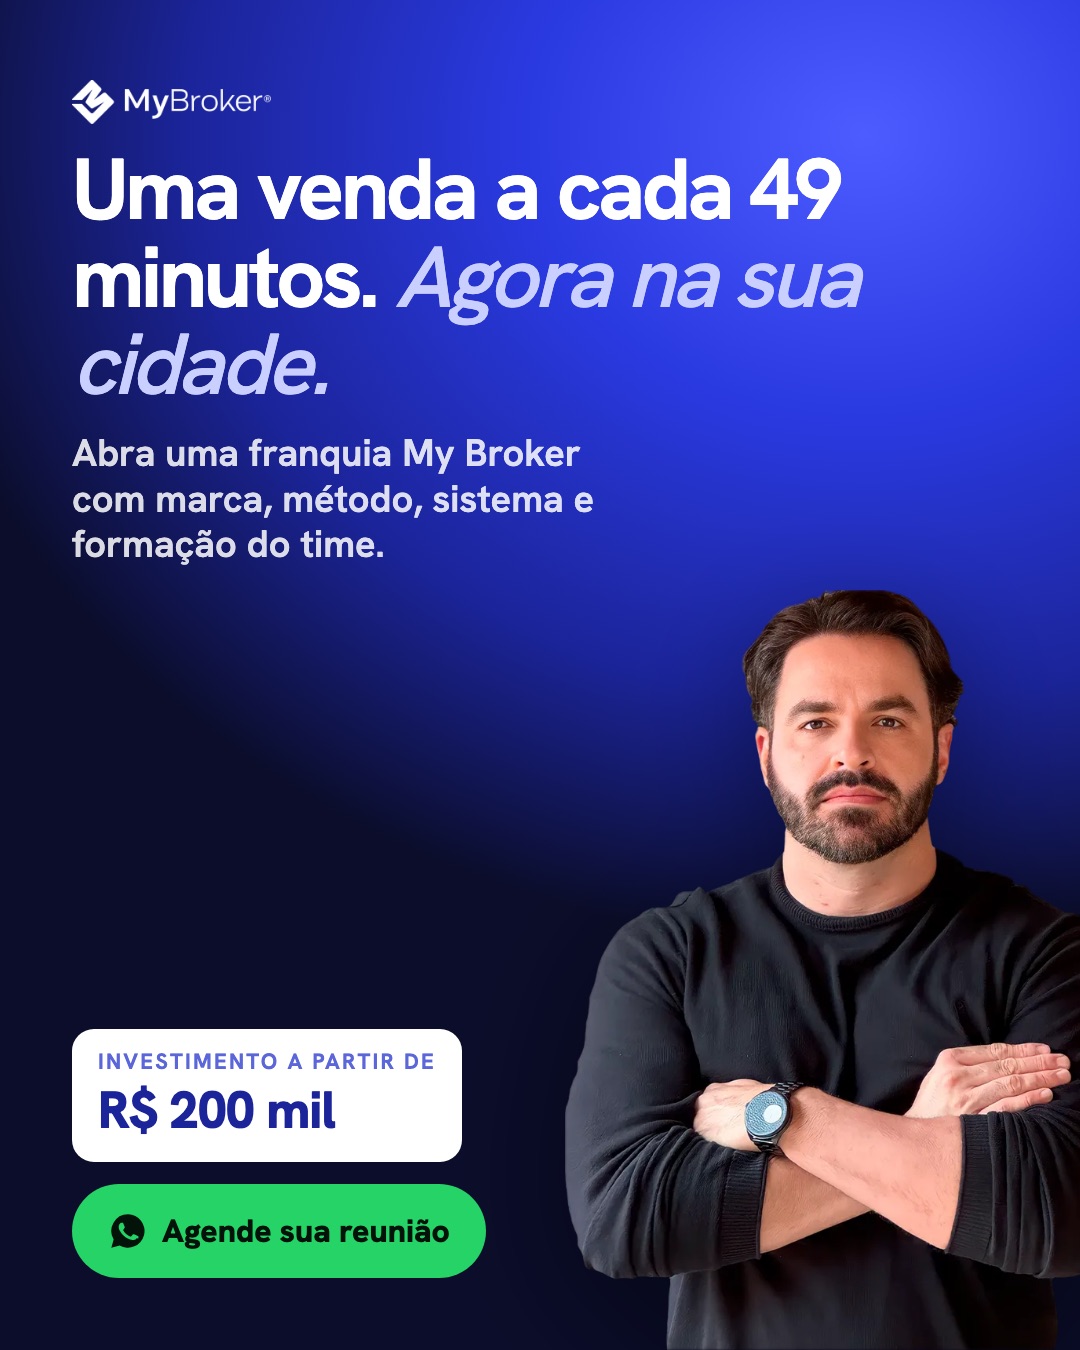 MyBroker®
Uma venda a cada 49
minutos. Agora na sua
cidade.
Abra uma franquia My Broker
com marca, método, sistema e
formação do time.
INVESTIMENTO A PARTIR DE
R$ 200 mil
Agende sua reunião